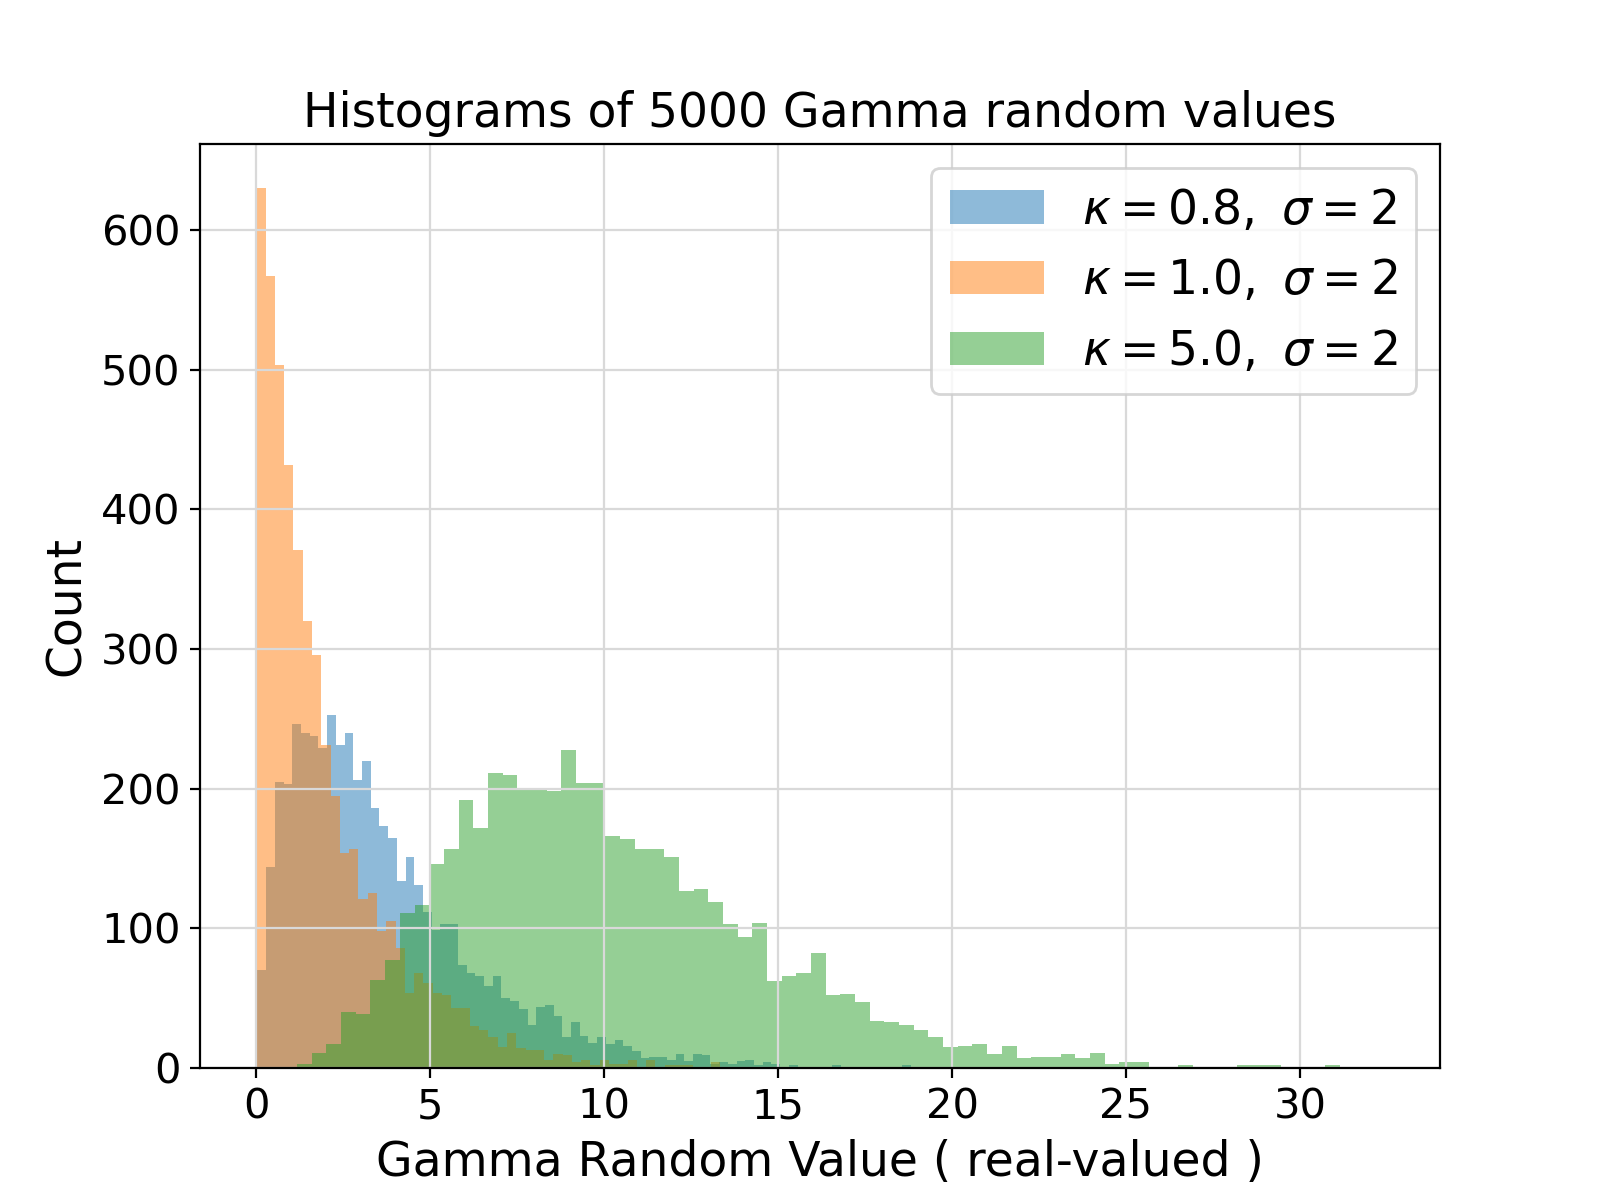 Histograms of 5000 Gamma random values
κ = 0.8, σ = 2
κ = 1.0, σ = 2
κ = 5.0, σ = 2
600
500
400
300
200
100
0
Count
0 5 10 15 20 25 30
Gamma Random Value ( real-valued )